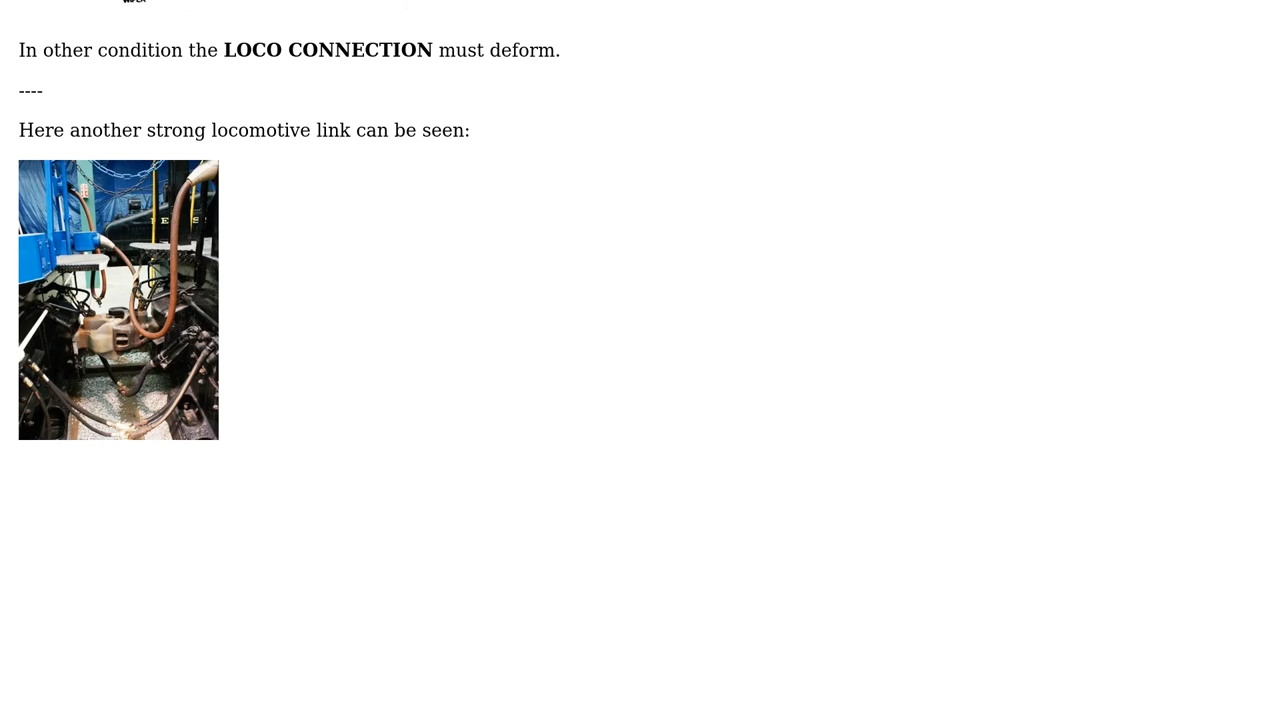 In other condition the LOCO CONNECTION must deform.
----
Here another strong locomotive link can be seen: